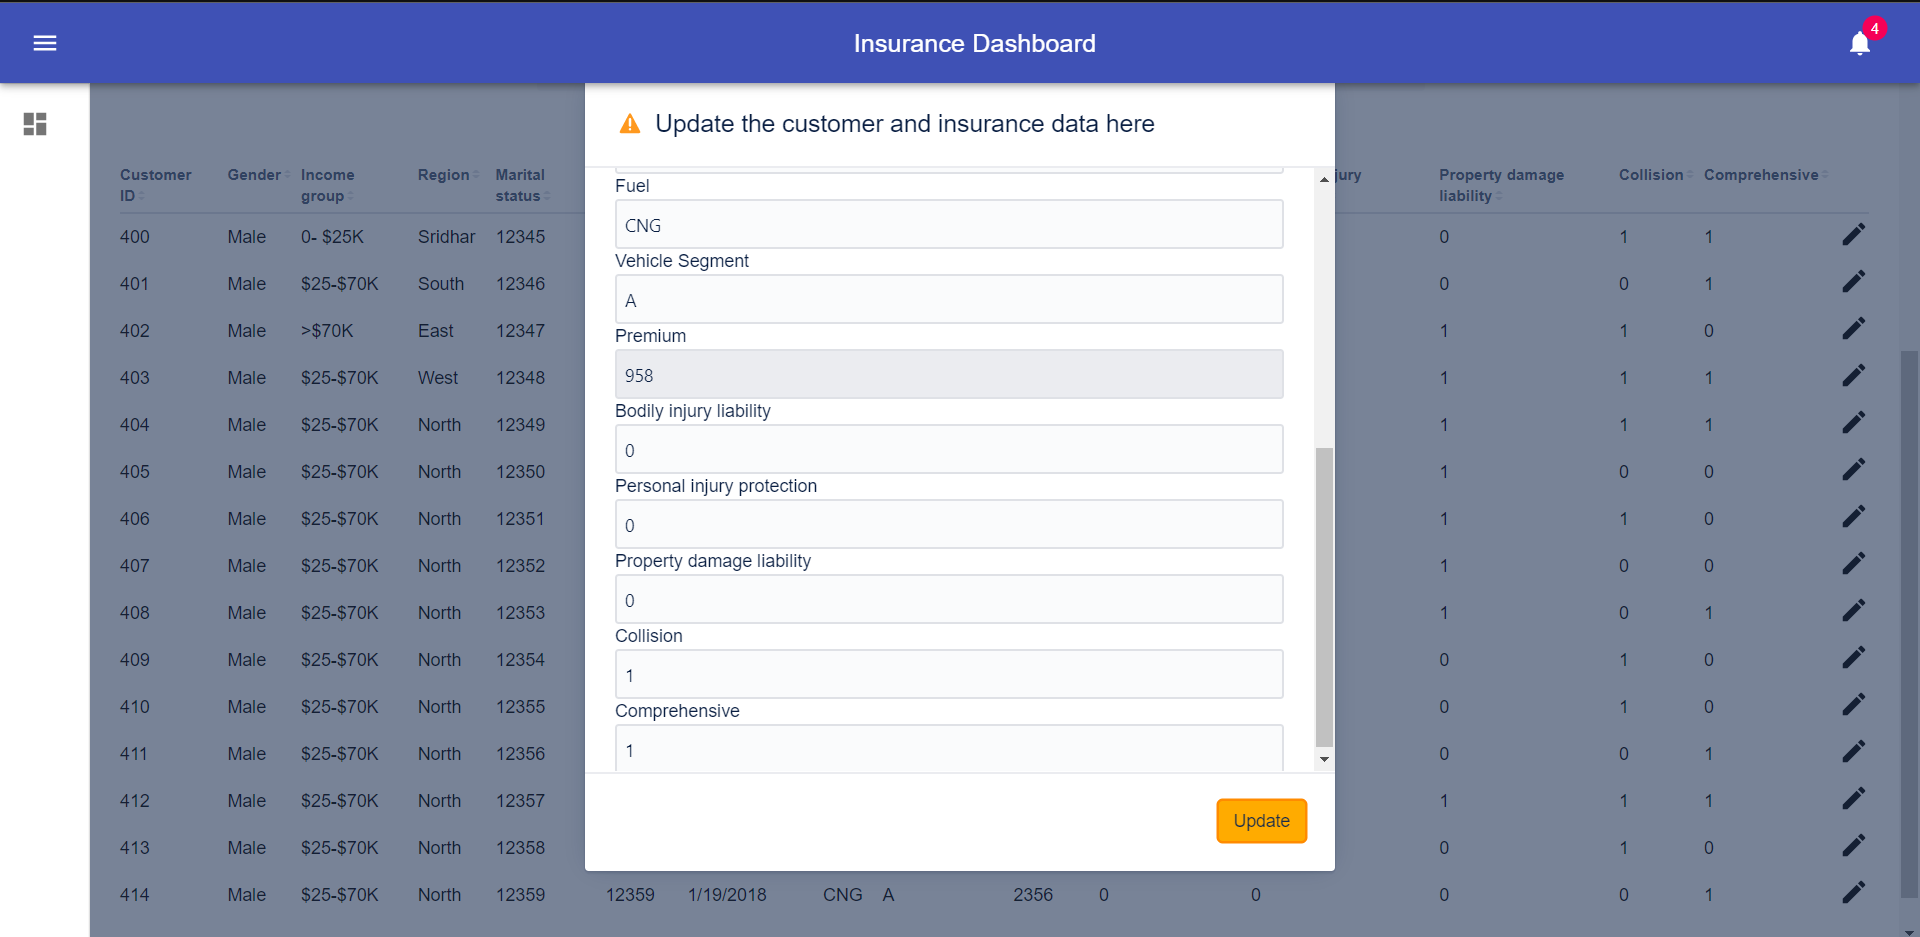 Insurance Dashboard
4
Update the customer and insurance data here
Customer ID Gender Income group Region Marital status jury Property damage liability Collision Comprehensive
400 Male 0- $25K Sridhar 12345 0 1 1
401 Male $25-$70K South 12346 0 0 1
402 Male >$70K East 12347 1 1 0
403 Male $25-$70K West 12348 1 1 1
404 Male $25-$70K North 12349 1 1 1
405 Male $25-$70K North 12350 1 0 0
406 Male $25-$70K North 12351 1 1 0
407 Male $25-$70K North 12352 1 0 0
408 Male $25-$70K North 12353 1 0 1
409 Male $25-$70K North 12354 0 1 0
410 Male $25-$70K North 12355 0 1 0
411 Male $25-$70K North 12356 0 0 1
412 Male $25-$70K North 12357 1 1 1
413 Male $25-$70K North 12358 0 1 0
414 Male $25-$70K North 12359 12359 1/19/2018 CNG A 2356 0 0 0 0 1
Fuel
CNG
Vehicle Segment
A
Premium
958
Bodily injury liability
0
Personal injury protection
0
Property damage liability
0
Collision
1
Comprehensive
1
Update